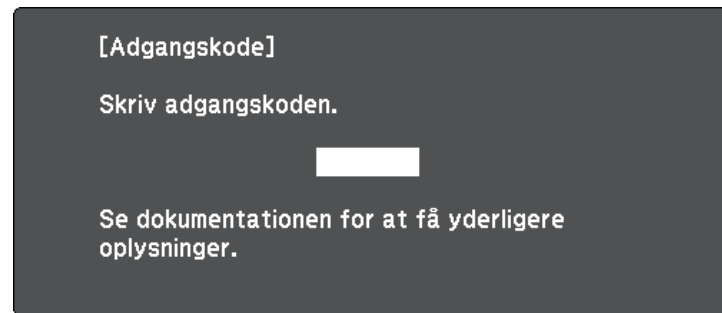 [Adgangskode]
Skriv adgangskoden.
Se dokumentationen for at få yderligere
oplysninger.